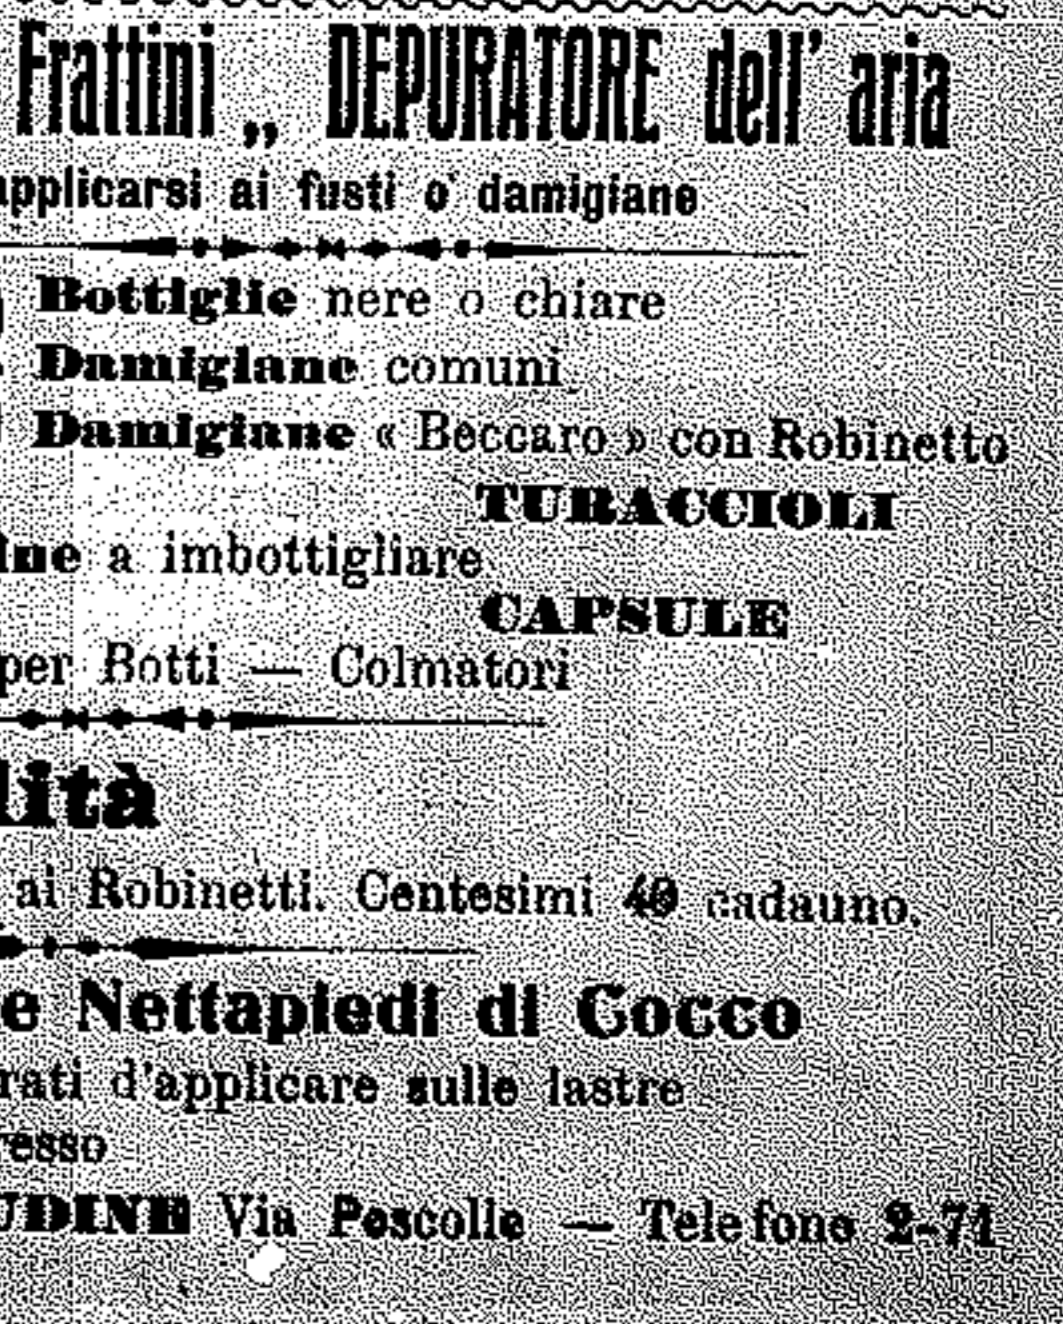 Frattini „ DEPURATORE dell' aria
applicarsi ai fusti o damigiane
Bottiglie nere o chiare
Damigiane comuni
Damigiane « Beccaro » con Robinetto
TURACCIOLI
ine a imbottigliare
CAPSULE
per Botti — Colmatori
lità
ai Robinetti. Centesimi 40 cadauno.
e Nettapiedi di Cocco
rati d'applicare sulle lastre
resso
UDINE Via Poscolle — Telefono 2-71